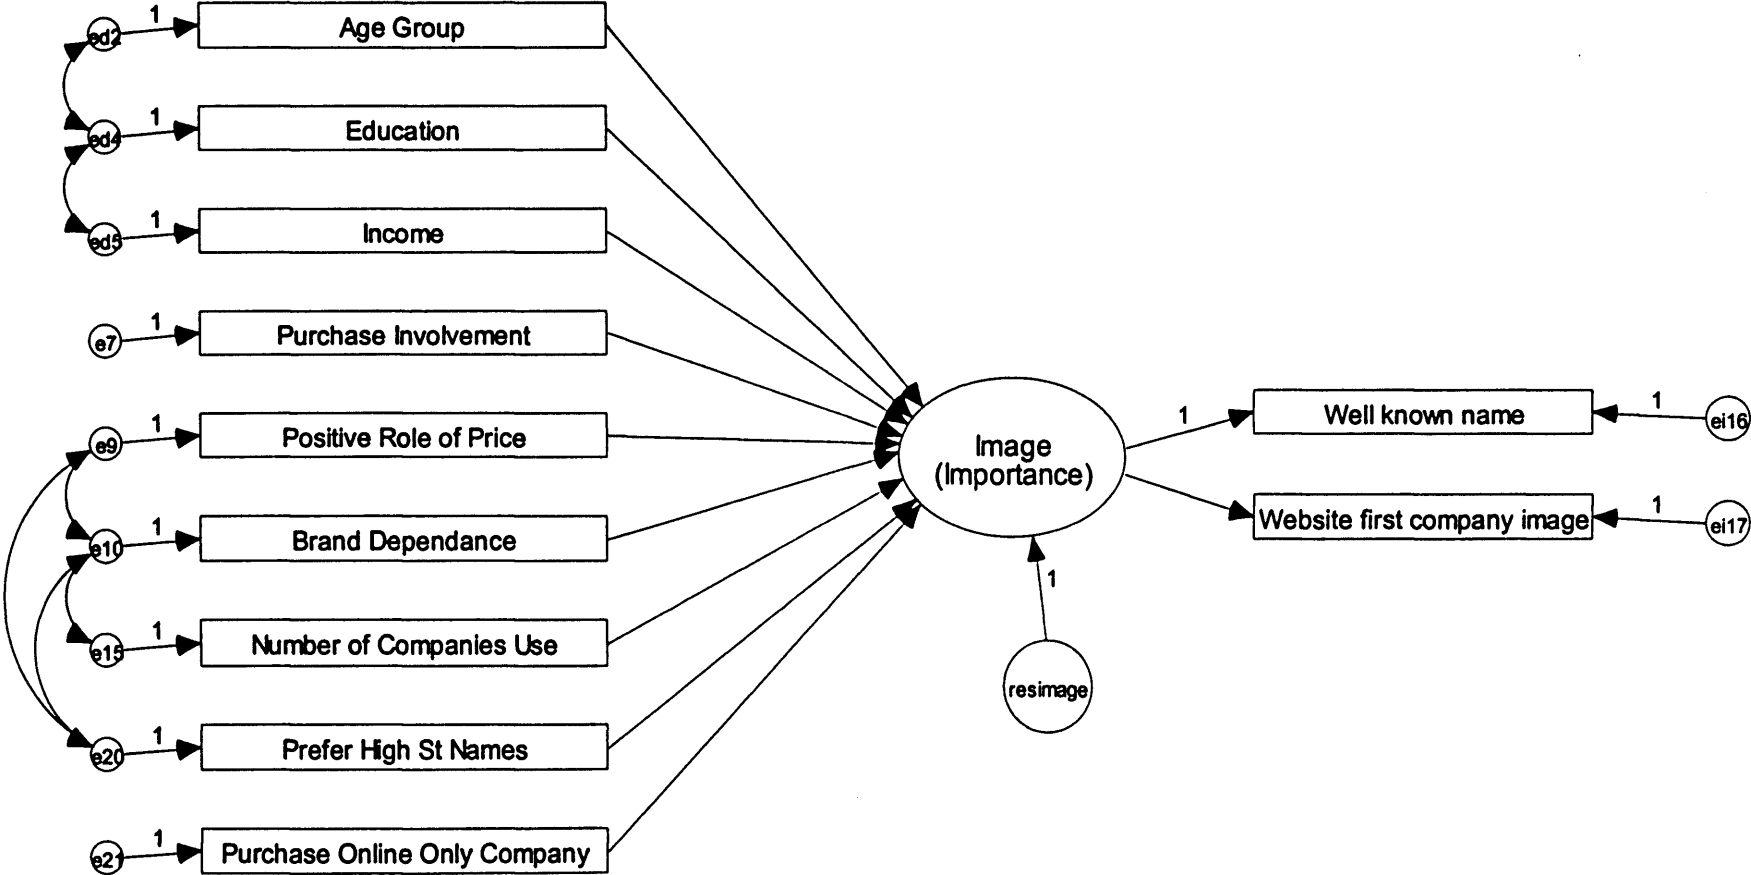 ed2
1
Age Group
ed4
1
Education
ed5
1
Income
e7
1
Purchase Involvement
e9
1
Positive Role of Price
e10
1
Brand Dependance
e15
1
Number of Companies Use
e20
1
Prefer High St Names
e21
1
Purchase Online Only Company
Image
(Importance)
1
resimage
1
Well known name
1
ei16
Website first company image
1
ei17